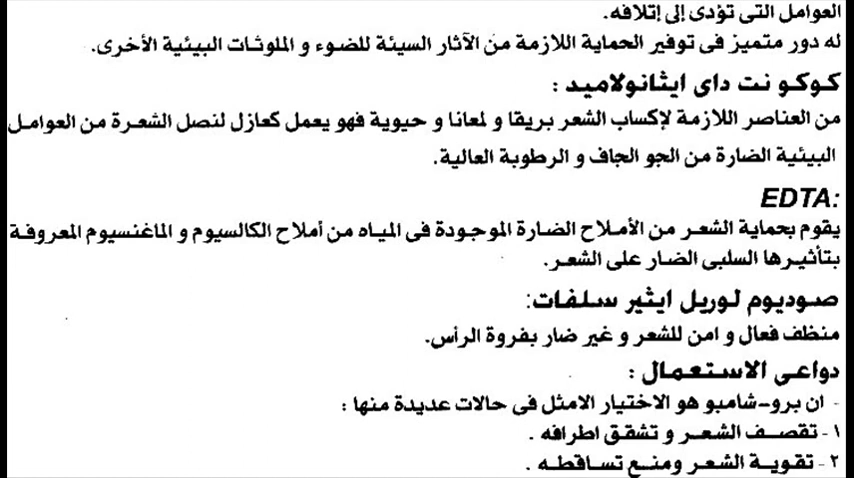 العوامل التى تؤدى إلى إتلافه.
له دور متميز فى توفير الحماية اللازمة من الآثار السيئة للضوء و الملوثات البيئية الأخرى.
كوكو نت داى ايثانولاميد :
من العناصر اللازمة لإكساب الشعر بريقا و لمعانا و حيوية فهو يعمل كعازل لنصل الشعرة من العوامل
البيئية الضارة من الجو الجاف و الرطوبة العالية.
EDTA:
يقوم بحماية الشعر من الأملاح الضارة الموجودة فى المياه من أملاح الكالسيوم و الماغنسيوم المعروفة
بتأثيرها السلبى الضار على الشعر.
صوديوم لوريل ايثير سلفات:
منظف فعال و امن للشعر و غير ضار بفروة الرأس.
دواعى الاستعمال :
- ان برو-شامبو هو الاختيار الامثل فى حالات عديدة منها :
١- تقصف الشعر و تشقق اطرافه .
٢- تقوية الشعر ومنع تساقطه .